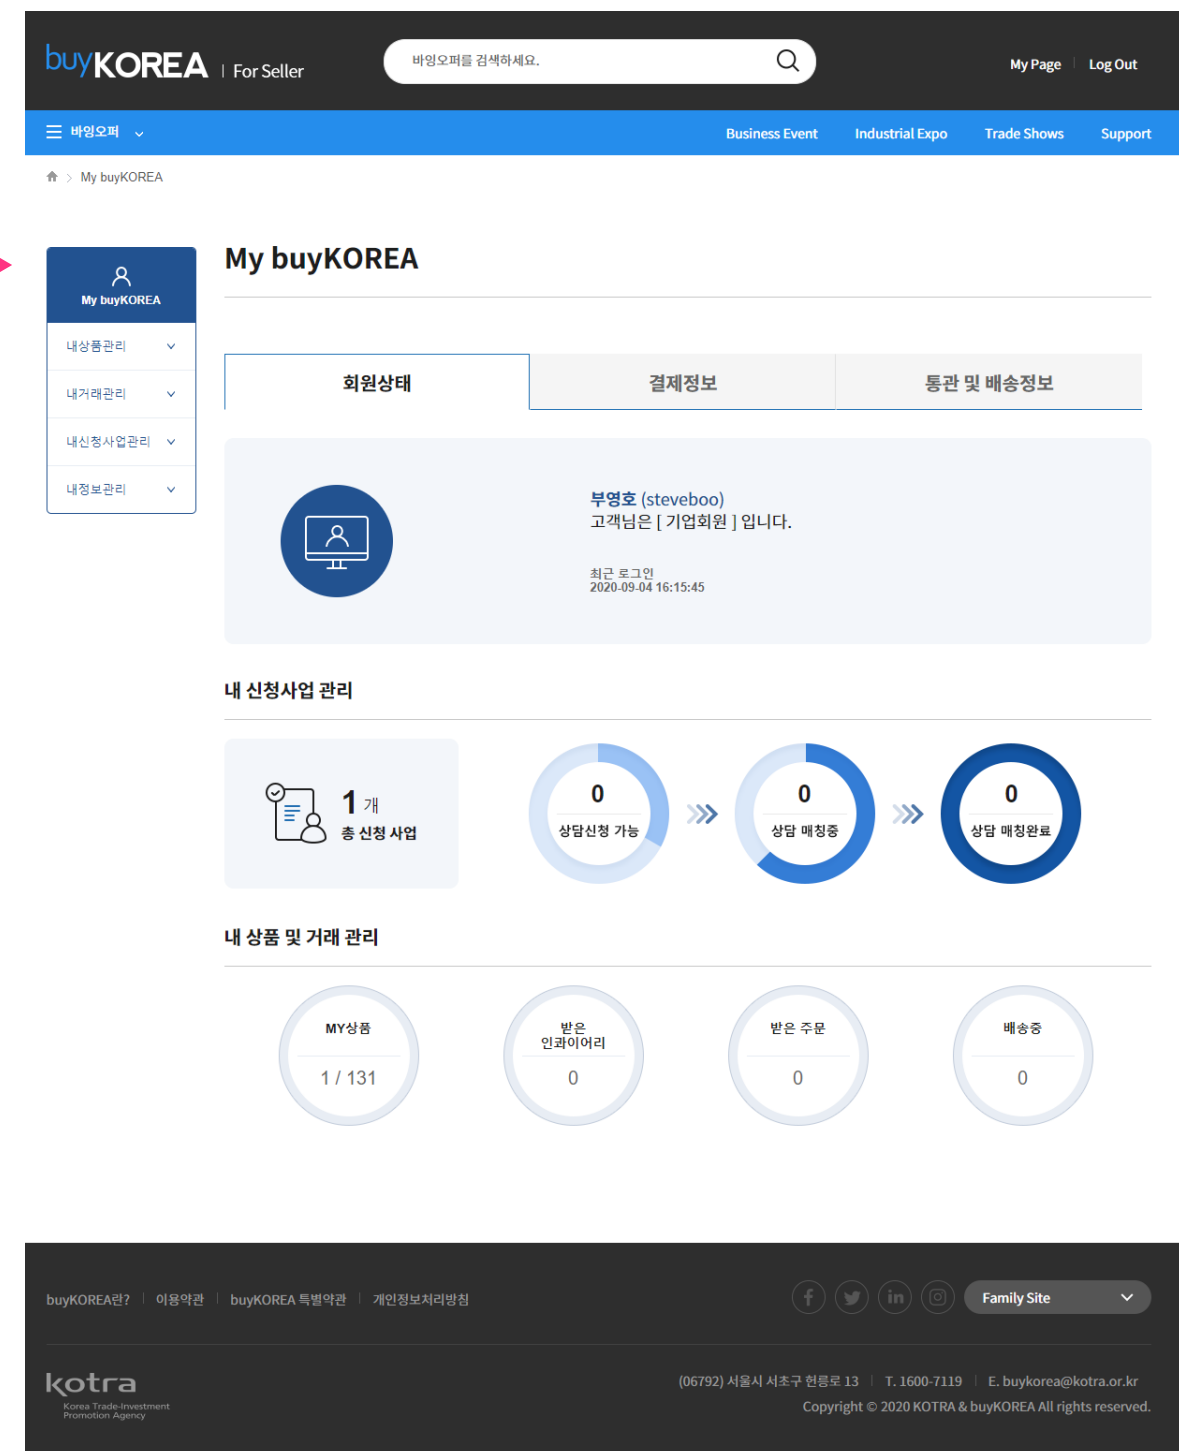 buyKOREA | For Seller
바잉오퍼를 검색하세요.
My Page
Log Out
바잉오퍼
Business Event
Industrial Expo
Trade Shows
Support
> My buyKOREA
My buyKOREA
My buyKOREA
내상품관리
내거래관리
내신청사업관리
내정보관리
회원상태
결제정보
통관 및 배송정보
부영호 (steveboo)
고객님은 [ 기업회원 ] 입니다.
최근 로그인
2020-09-04 16:15:45
내 신청사업 관리
1 개
총 신청 사업
0
상담신청 가능
0
상담 매칭중
0
상담 매칭완료
내 상품 및 거래 관리
MY상품
1 / 131
받은
인콰이어리
0
받은 주문
0
배송중
0
buyKOREA란?
이용약관
buyKOREA 특별약관
개인정보처리방침
Family Site
kotra
Korea Trade-Investment
Promotion Agency
(06792) 서울시 서초구 헌릉로 13 | T. 1600-7119 | E. buykorea@kotra.or.kr
Copyright © 2020 KOTRA & buyKOREA All rights reserved.